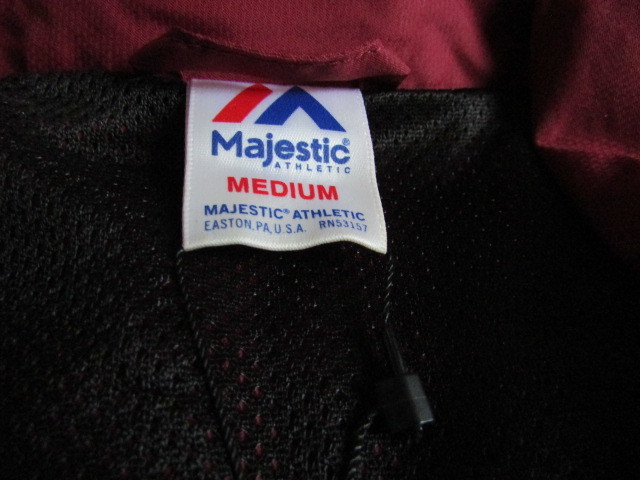 Majestic®
ATHLETIC
MEDIUM
MAJESTIC® ATHLETIC
EASTON, PA, U.S.A. RN53157